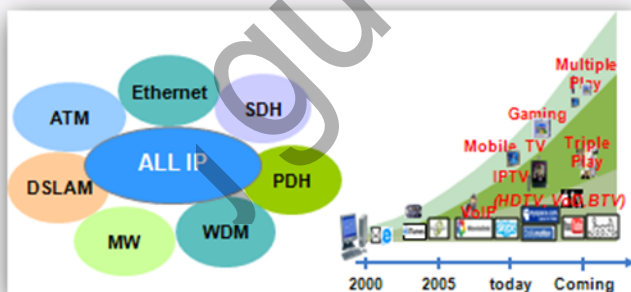 Ethernet
ATM
SDH
ALL IP
DSLAM
PDH
MW
WDM
Multiple
Play
Gaming
Mobile TV
Triple
Play
IPTV
(HDTV, VoD, BTV)
VoIP
2000
2005
today
Coming
jgu